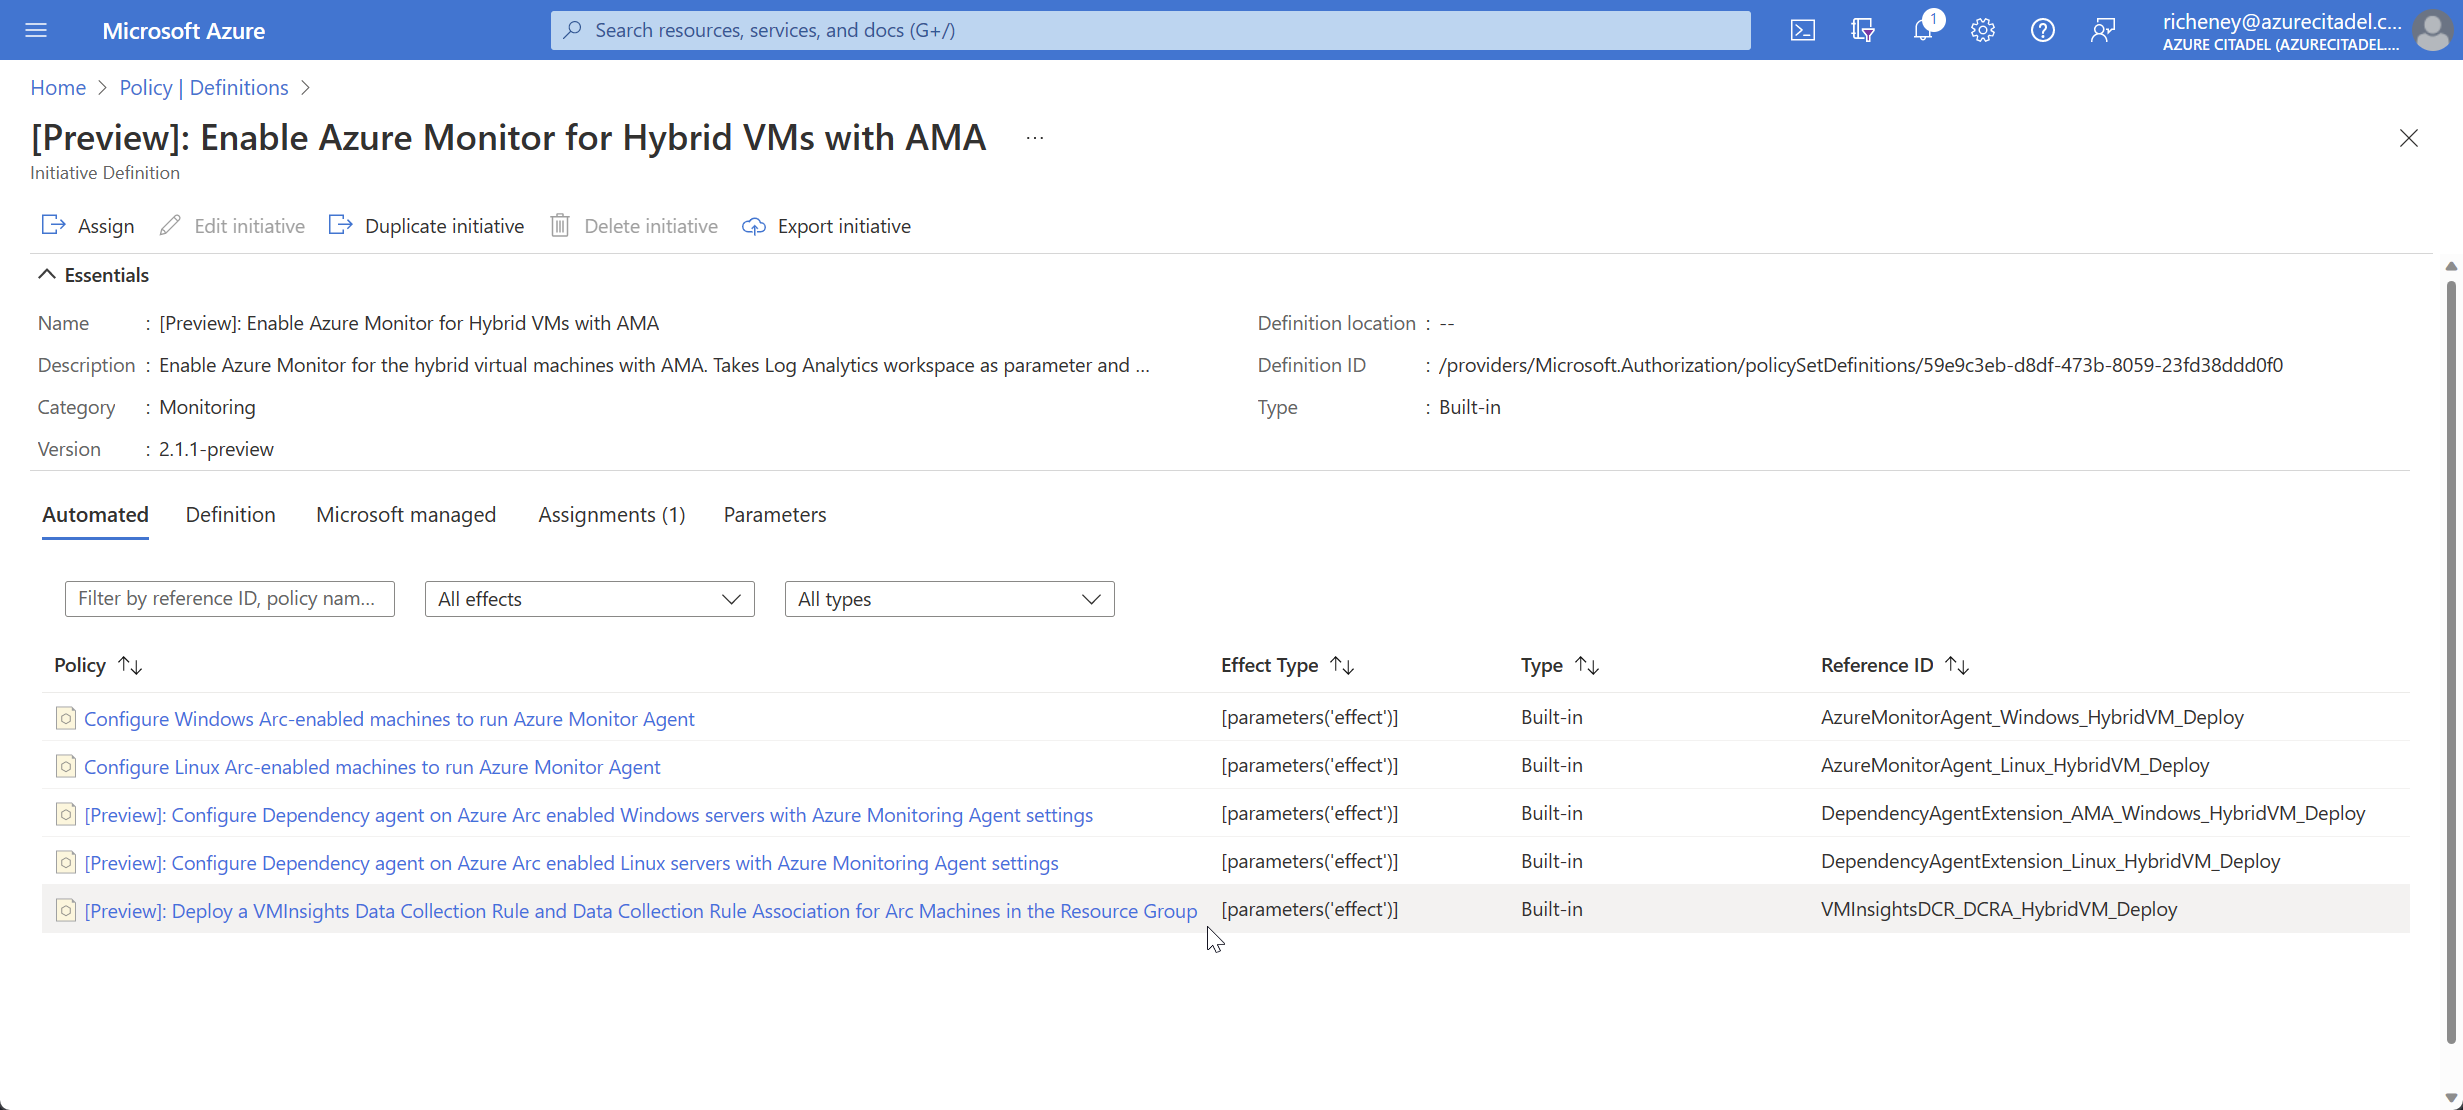 Microsoft Azure
Search resources, services, and docs (G+/)
1
richeney@azurecitadel.c...
AZURE CITADEL (AZURECITADEL....
Home > Policy | Definitions >
[Preview]: Enable Azure Monitor for Hybrid VMs with AMA ...
Initiative Definition
Assign Edit initiative Duplicate initiative Delete initiative Export initiative
Essentials
Name : [Preview]: Enable Azure Monitor for Hybrid VMs with AMA Definition location : --
Description : Enable Azure Monitor for the hybrid virtual machines with AMA. Takes Log Analytics workspace as parameter and ... Definition ID : /providers/Microsoft.Authorization/policySetDefinitions/59e9c3eb-d8df-473b-8059-23fd38ddd0f0
Category : Monitoring Type : Built-in
Version : 2.1.1-preview
Automated Definition Microsoft managed Assignments (1) Parameters
Filter by reference ID, policy nam... All effects All types
Policy Effect Type Type Reference ID
Configure Windows Arc-enabled machines to run Azure Monitor Agent [parameters('effect')] Built-in AzureMonitorAgent_Windows_HybridVM_Deploy
Configure Linux Arc-enabled machines to run Azure Monitor Agent [parameters('effect')] Built-in AzureMonitorAgent_Linux_HybridVM_Deploy
[Preview]: Configure Dependency agent on Azure Arc enabled Windows servers with Azure Monitoring Agent settings [parameters('effect')] Built-in DependencyAgentExtension_AMA_Windows_HybridVM_Deploy
[Preview]: Configure Dependency agent on Azure Arc enabled Linux servers with Azure Monitoring Agent settings [parameters('effect')] Built-in DependencyAgentExtension_Linux_HybridVM_Deploy
[Preview]: Deploy a VMInsights Data Collection Rule and Data Collection Rule Association for Arc Machines in the Resource Group [parameters('effect')] Built-in VMInsightsDCR_DCRA_HybridVM_Deploy